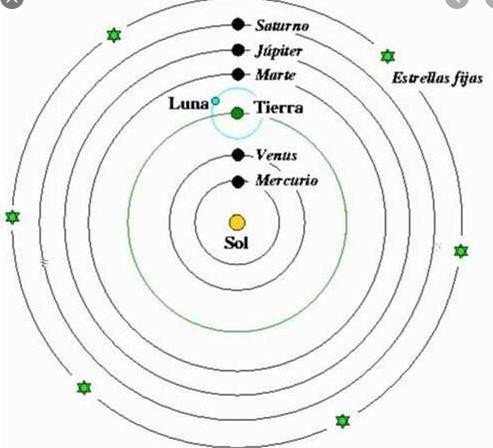 Saturno
Júpiter
Marte
Estrellas fijas
Luna
Tierra
Venus
Mercurio
Sol